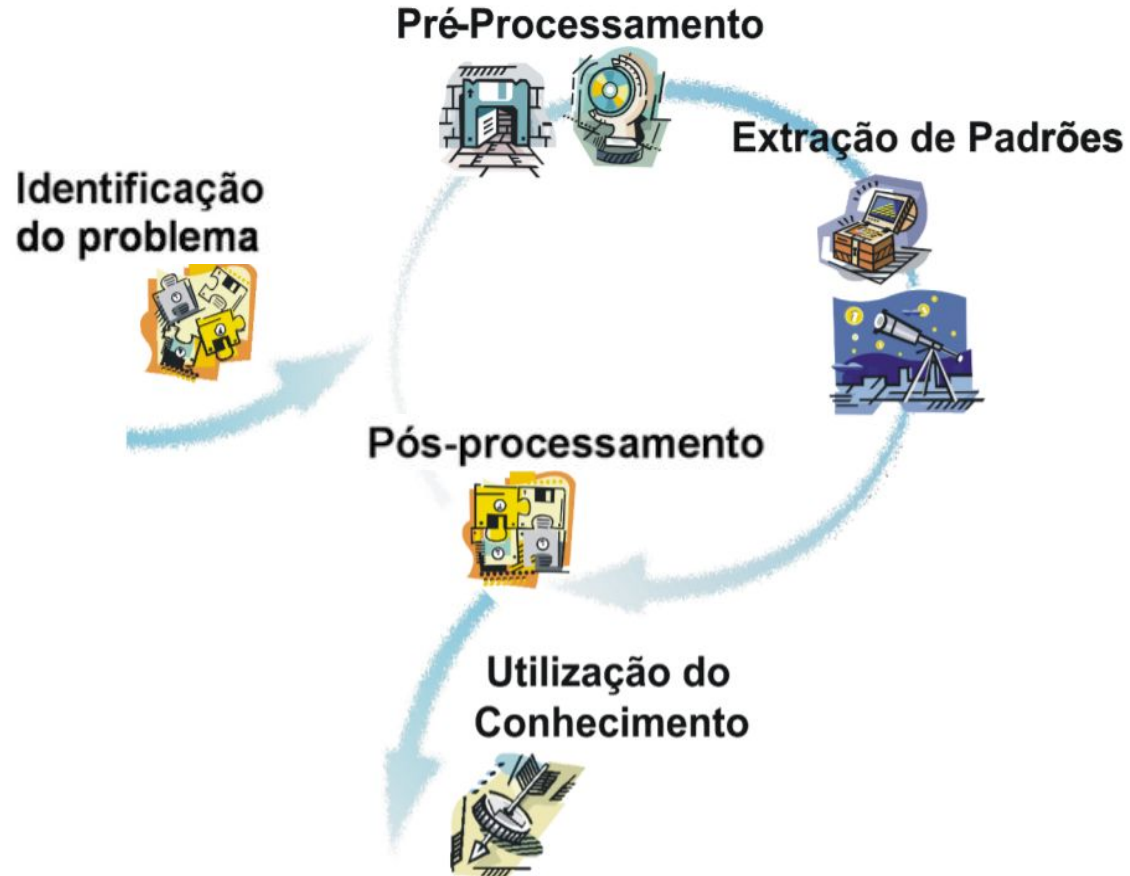 Pré-Processamento
Extração de Padrões
Identificação
do problema
Pós-processamento
Utilização do
Conhecimento